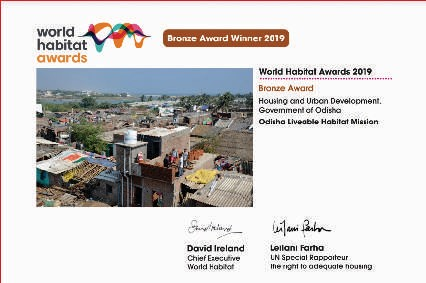 world
habitat
awards
Bronze Award Winner 2019
World Habitat Awards 2019
Bronze Award
Housing and Urban Development,
Government of Odisha
Odisha Liveable Habitat Mission
David Ireland
Chief Executive
World Habitat
Leilani Farha
UN Special Rapporteur
the right to adequate housing